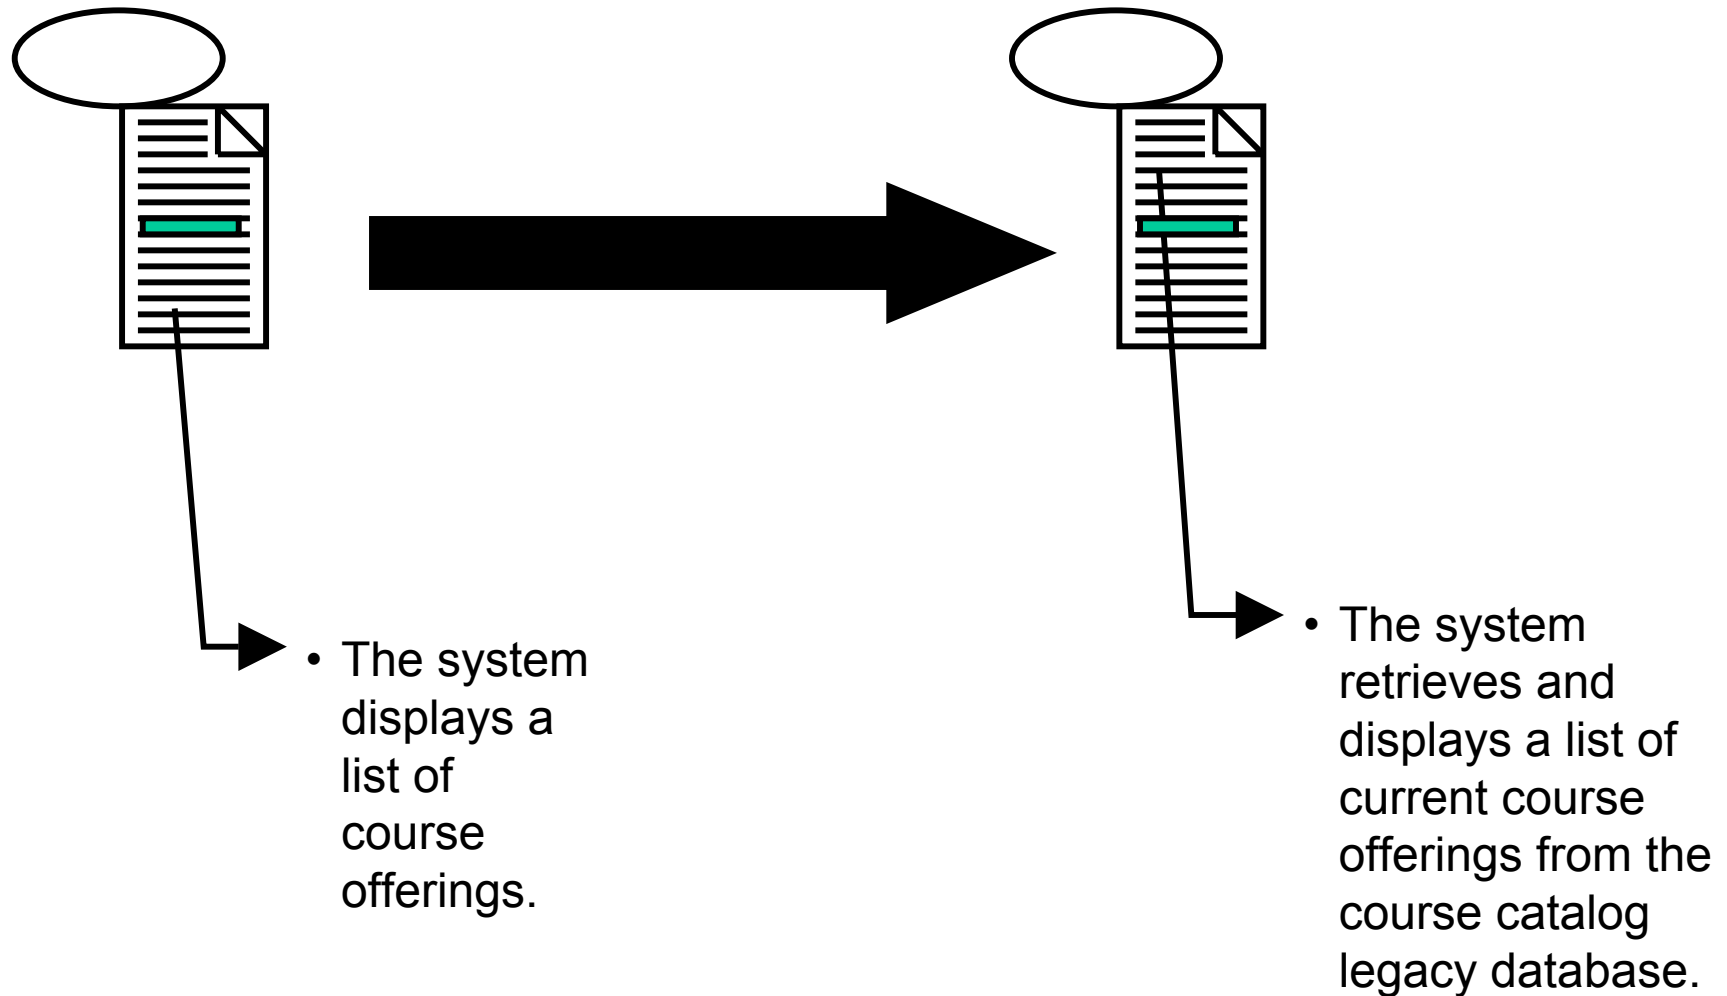 • The system
displays a
list of
course
offerings.
• The system
retrieves and
displays a list of
current course
offerings from the
course catalog
legacy database.